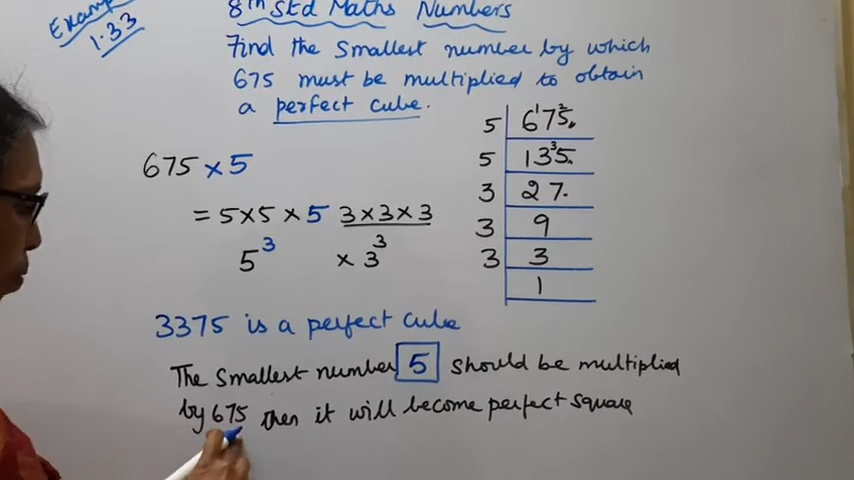 8th Std Maths Numbers
1.33
Find the smallest number by which
675 must be multiplied to obtain
a perfect cube.
675 × 5
= 5×5 × 5 3×3×3
5³ × 3³
5 | 6¹7²5
5 | 13³5
3 | 27
3 | 9
3 | 3
1
3375 is a perfect cube
The smallest number 5 should be multiplied
by 675 then it will become perfect square